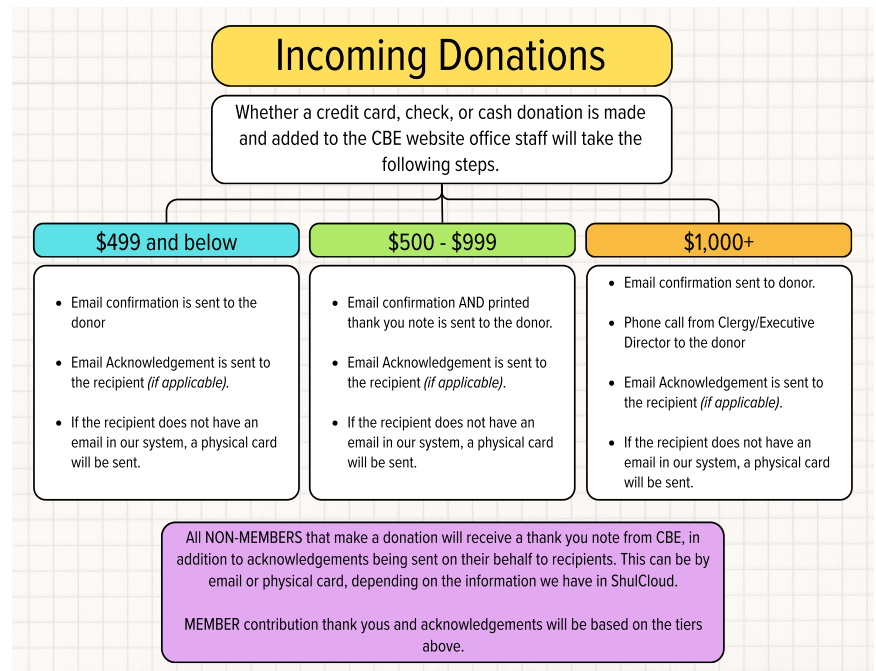 Incoming Donations
Whether a credit card, check, or cash donation is made
and added to the CBE website office staff will take the
following steps.
$499 and below
• Email confirmation is sent to the
donor
• Email Acknowledgement is sent to
the recipient (if applicable).
• If the recipient does not have an
email in our system, a physical card
will be sent.
$500 - $999
• Email confirmation AND printed
thank you note is sent to the donor.
• Email Acknowledgement is sent to
the recipient (if applicable).
• If the recipient does not have an
email in our system, a physical card
will be sent.
$1,000+
• Email confirmation sent to donor.
• Phone call from Clergy/Executive
Director to the donor
• Email Acknowledgement is sent to
the recipient (if applicable).
• If the recipient does not have an
email in our system, a physical card
will be sent.
All NON-MEMBERS that make a donation will receive a thank you note from CBE, in
addition to acknowledgements being sent on their behalf to recipients. This can be by
email or physical card, depending on the information we have in ShulCloud.
MEMBER contribution thank yous and acknowledgements will be based on the tiers
above.